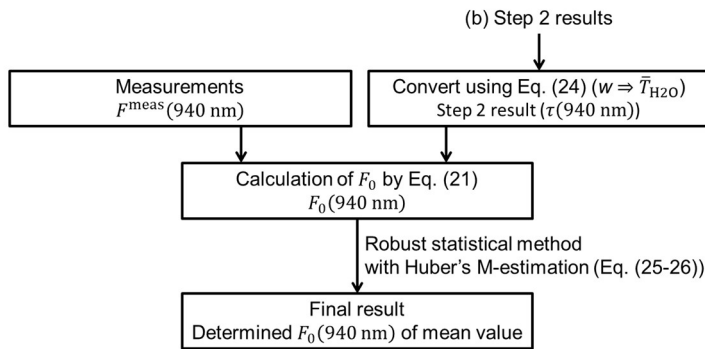 (b) Step 2 results
Measurements
F^meas(940 nm)
Convert using Eq. (24) (w ⇒ T̄_H2O)
Step 2 result (τ(940 nm))
Calculation of F₀ by Eq. (21)
F₀(940 nm)
Robust statistical method
with Huber's M-estimation (Eq. (25-26))
Final result
Determined F₀(940 nm) of mean value